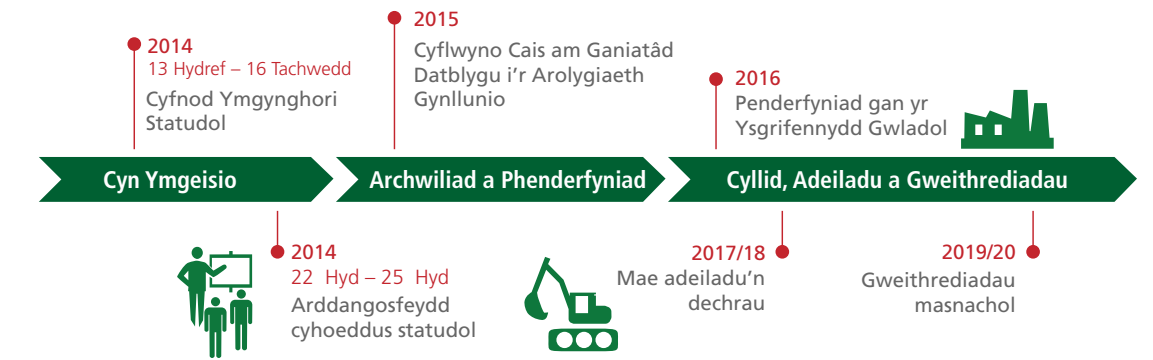 2014
13 Hydref – 16 Tachwedd
Cyfnod Ymgynghori
Statudol
2015
Cyflwyno Cais am Ganiatâd
Datblygu i’r Arolygiaeth
Gynllunio
2016
Penderfyniad gan yr
Ysgrifennydd Gwladol
Cyn Ymgeisio
Archwiliad a Phenderfyniad
Cyllid, Adeiladu a Gweithrediadau
2014
22 Hyd – 25 Hyd
Arddangosfeydd
cyhoeddus statudol
2017/18
Mae adeiladu’n
dechrau
2019/20
Gweithrediadau
masnachol